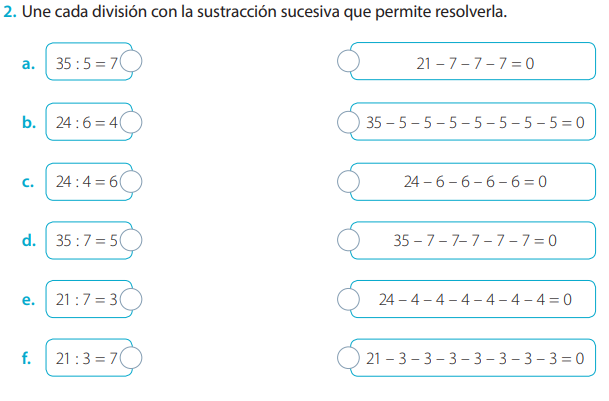 2. Une cada división con la sustracción sucesiva que permite resolverla.
a. 35 : 5 = 7 21 – 7 – 7 – 7 = 0
b. 24 : 6 = 4 35 – 5 – 5 – 5 – 5 – 5 – 5 – 5 = 0
c. 24 : 4 = 6 24 – 6 – 6 – 6 – 6 = 0
d. 35 : 7 = 5 35 – 7 – 7– 7 – 7 – 7 = 0
e. 21 : 7 = 3 24 – 4 – 4 – 4 – 4 – 4 – 4 = 0
f. 21 : 3 = 7 21 – 3 – 3 – 3 – 3 – 3 – 3 – 3 = 0